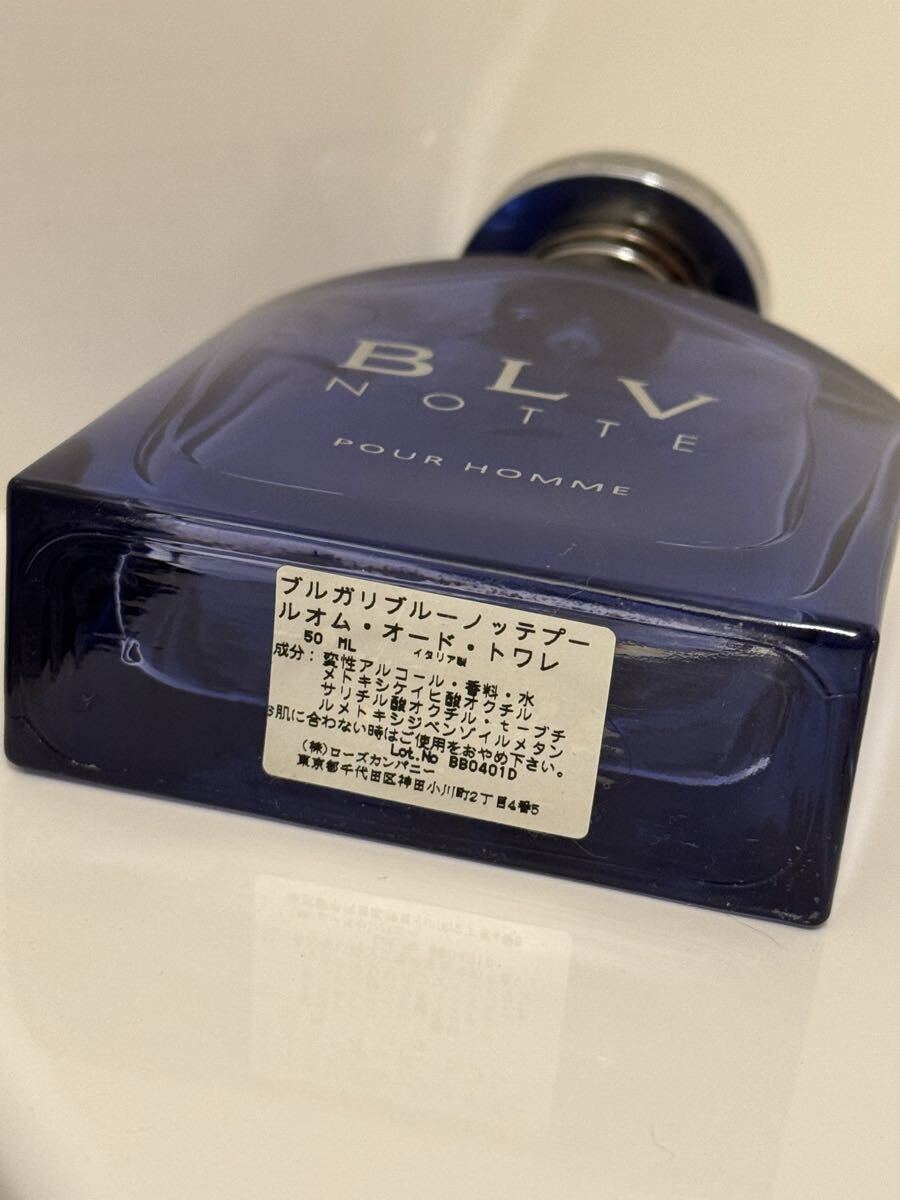 BLV
NOTTE
POUR HOMME
ブルガリブルーノッテプー
ルオム・オード・トワレ
50 ML イタリア製
成分：変性アルコール・香料・水
メトキシケイヒ酸オクチル
サリチル酸オクチル・t-ブチ
ルメトキシジベンゾイルメタン
お肌に合わない時はご使用をおやめ下さい。
Lot.No BB0401D
(株)ローズカンパニー
東京都千代田区神田小川町2丁目4番5